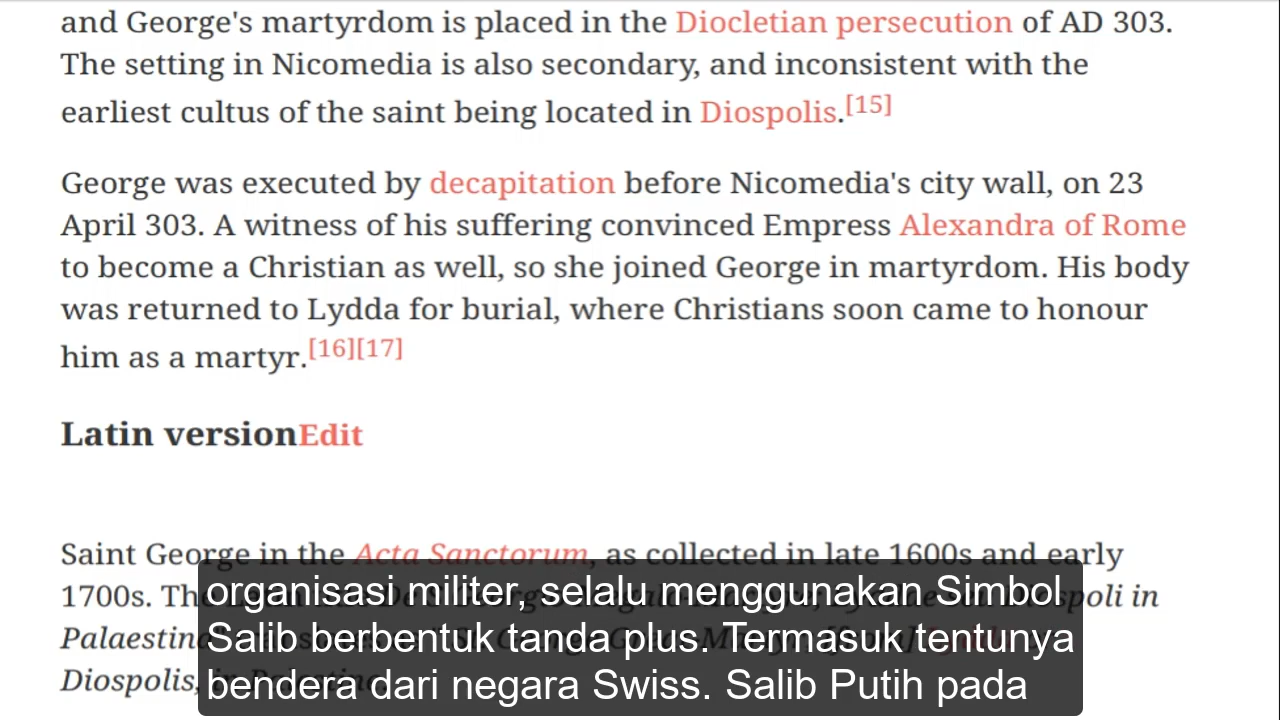 and George's martyrdom is placed in the Diocletian persecution of AD 303.
The setting in Nicomedia is also secondary, and inconsistent with the
earliest cultus of the saint being located in Diospolis.[15]
George was executed by decapitation before Nicomedia's city wall, on 23
April 303. A witness of his suffering convinced Empress Alexandra of Rome
to become a Christian as well, so she joined George in martyrdom. His body
was returned to Lydda for burial, where Christians soon came to honour
him as a martyr.[16][17]
Latin versionEdit
Saint George in the Acta Sanctorum, as collected in late 1600s and early
1700s. The
poli in
Palaestina
Diospolis,
organisasi militer, selalu menggunakan Simbol
Salib berbentuk tanda plus. Termasuk tentunya
bendera dari negara Swiss. Salib Putih pada